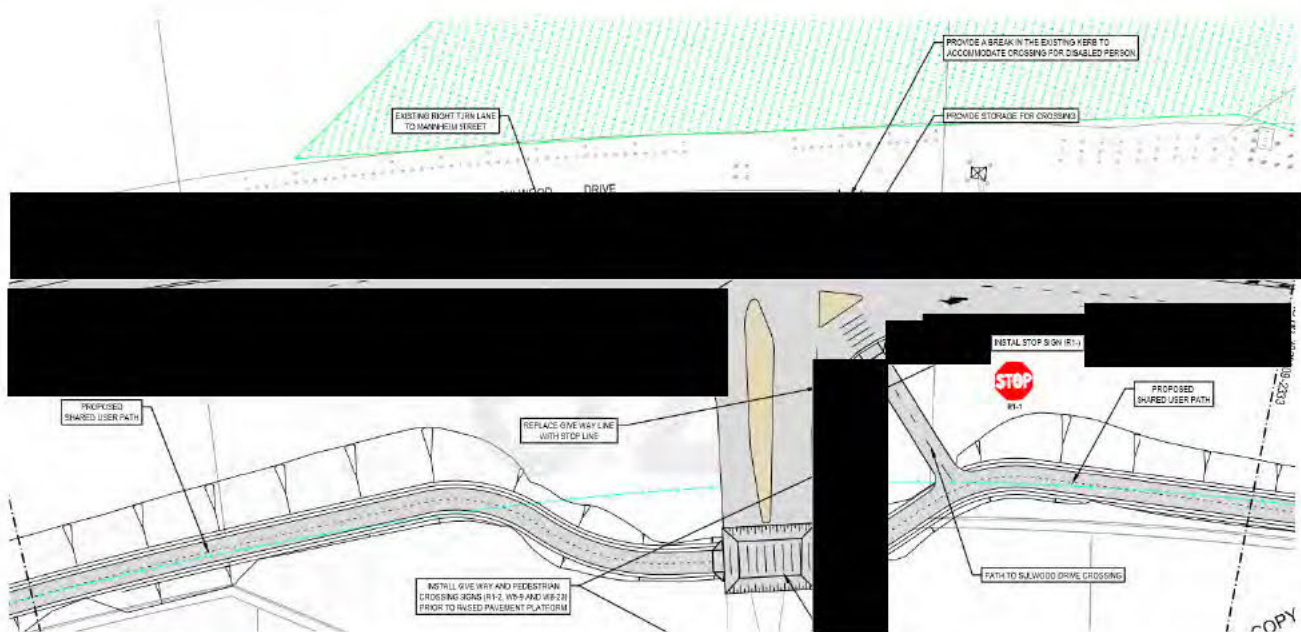 PROVIDE A BREAK IN THE EXISTING KERB TO
ACCOMMODATE CROSSING FOR DISABLED PERSON
EXISTING RIGHT TURN LANE
TO MANNHEIM STREET
PROVIDE STORAGE FOR CROSSING
DRIVE
INSTAL STOP SIGN (R1-)
STOP
R1-1
PROPOSED
SHARED USER PATH
PROPOSED
SHARED USER PATH
REPLACE GIVE WAY LINE
WITH STOP LINE
INSTALL GIVE WAY AND PEDESTRIAN
CROSSING SIGNS (R1-2, W6-9 AND W8-23)
PRIOR TO RAISED PAVEMENT PLATFORM
PATH TO SULWOOD DRIVE CROSSING
COPY